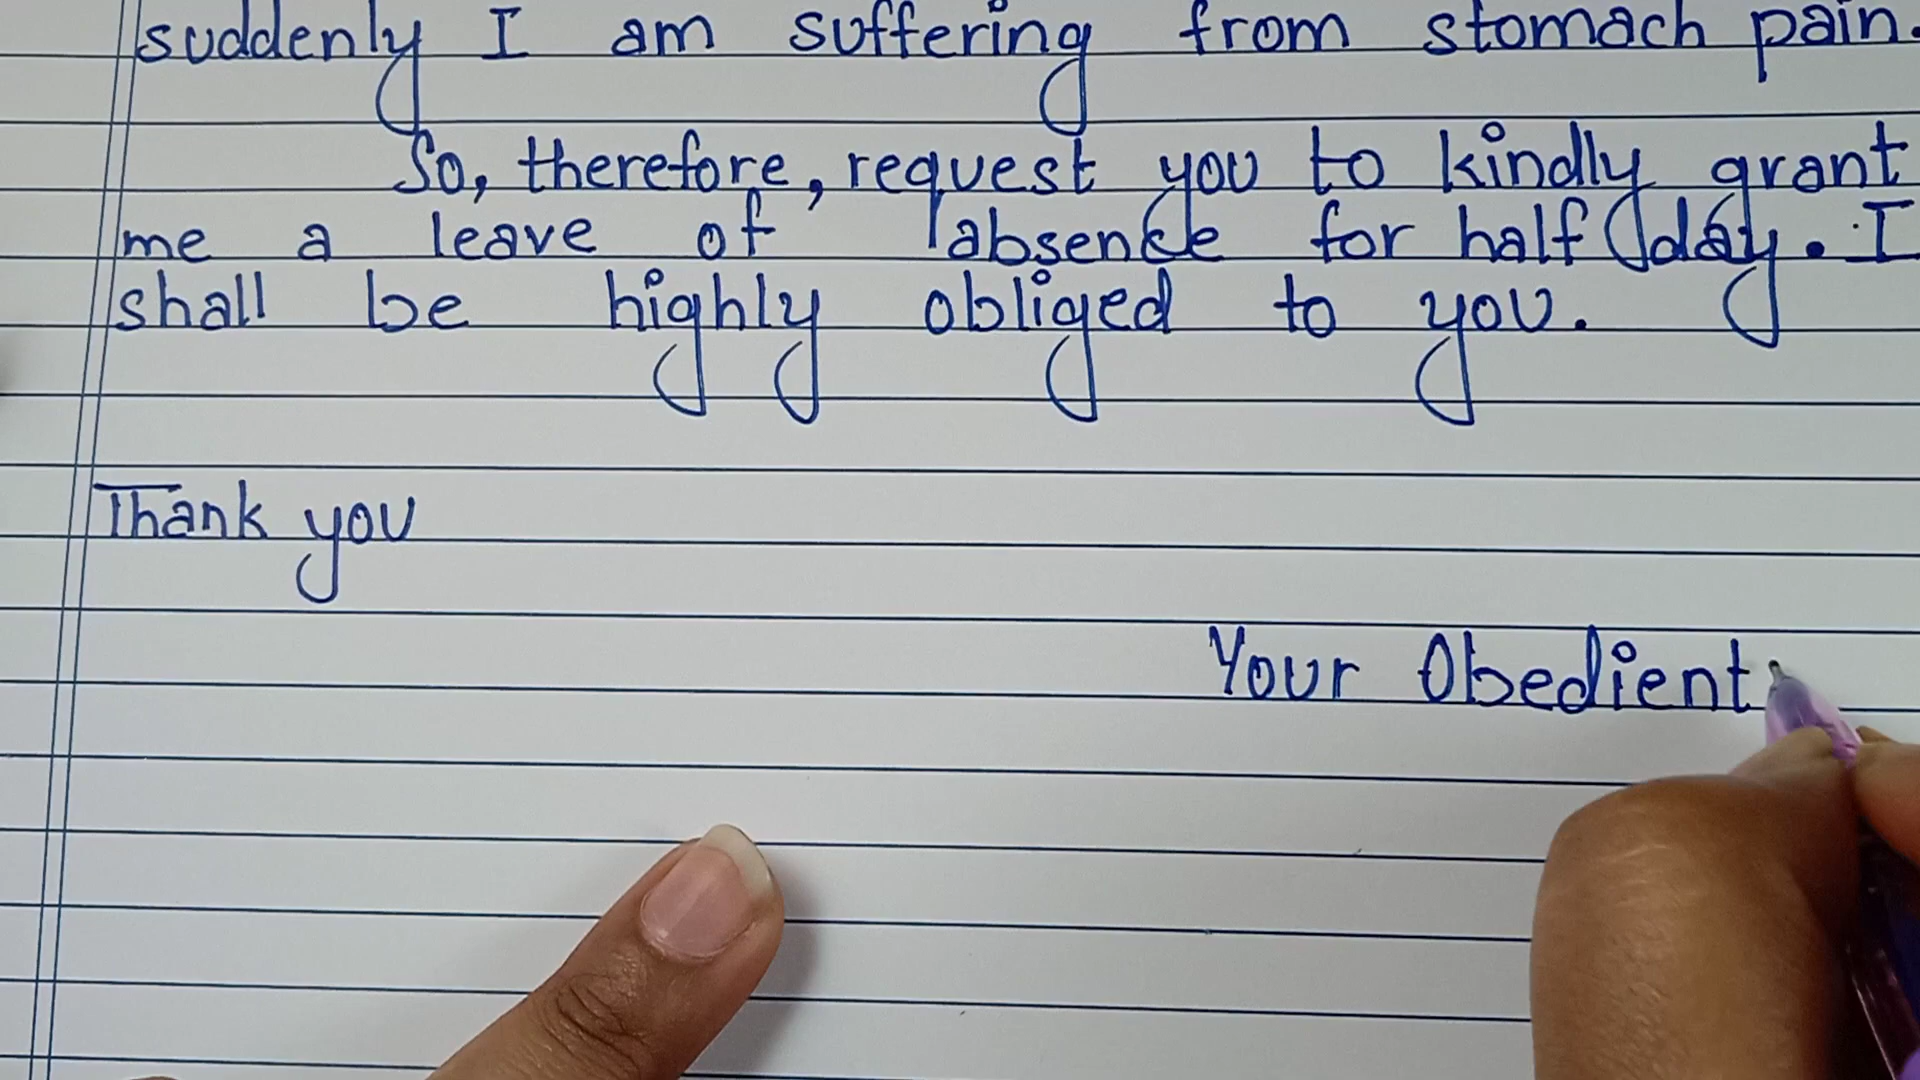 suddenly I am suffering from stomach pain.
So, therefore, request you to kindly grant
me a leave of absence for half day. I
shall be highly obliged to you.
Thank you
Your Obedient